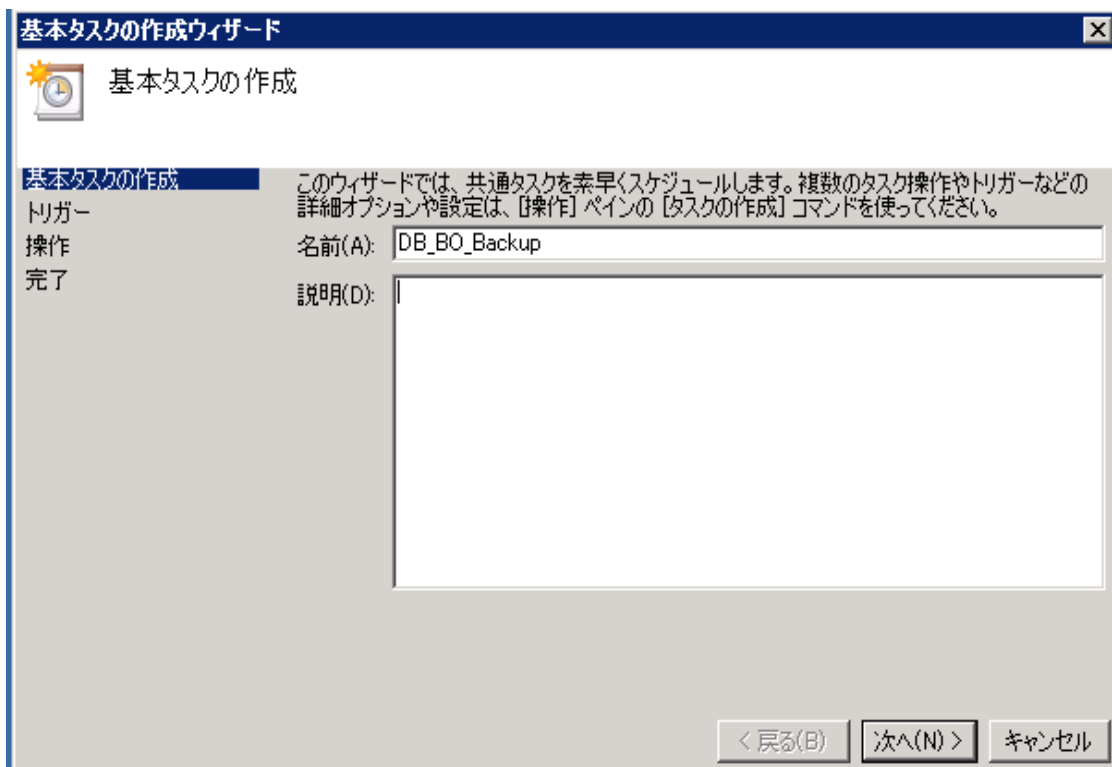 基本タスクの作成ウィザード
基本タスクの作成
基本タスクの作成
トリガー
操作
完了
このウィザードでは、共通タスクを素早くスケジュールします。複数のタスク操作やトリガーなどの
詳細オプションや設定は、[操作] ペインの [タスクの作成] コマンドを使ってください。
名前(A): DB_BO_Backup
説明(D):
< 戻る(B) 次へ(N) > キャンセル